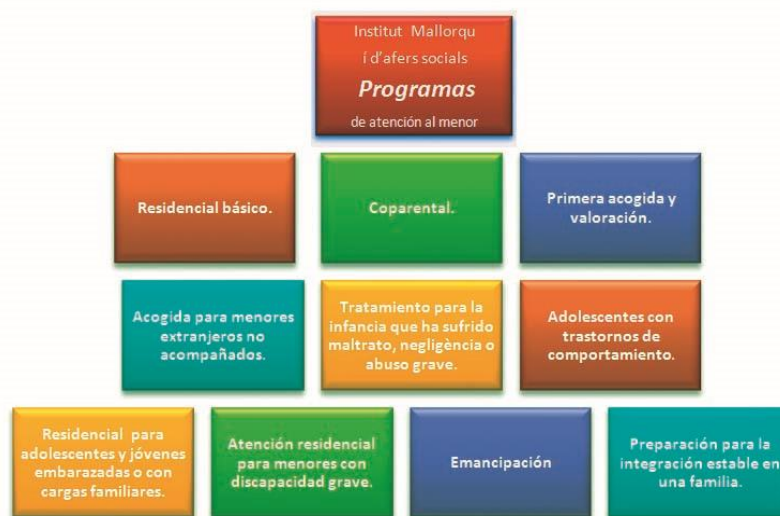 Institut Mallorqu
í d'afers socials
Programas
de atención al menor
Residencial básico.
Coparental.
Primera acogida y
valoración.
Acogida para menores
extranjeros no
acompañados.
Tratamiento para la
infancia que ha sufrido
maltrato, negligència o
abuso grave.
Adolescentes con
trastornos de
comportamiento.
Residencial para
adolescentes y jóvenes
embarazadas o con
cargas familiares.
Atención residencial
para menores con
discapacidad grave.
Emancipación
Preparación para la
integración estable en
una familia.